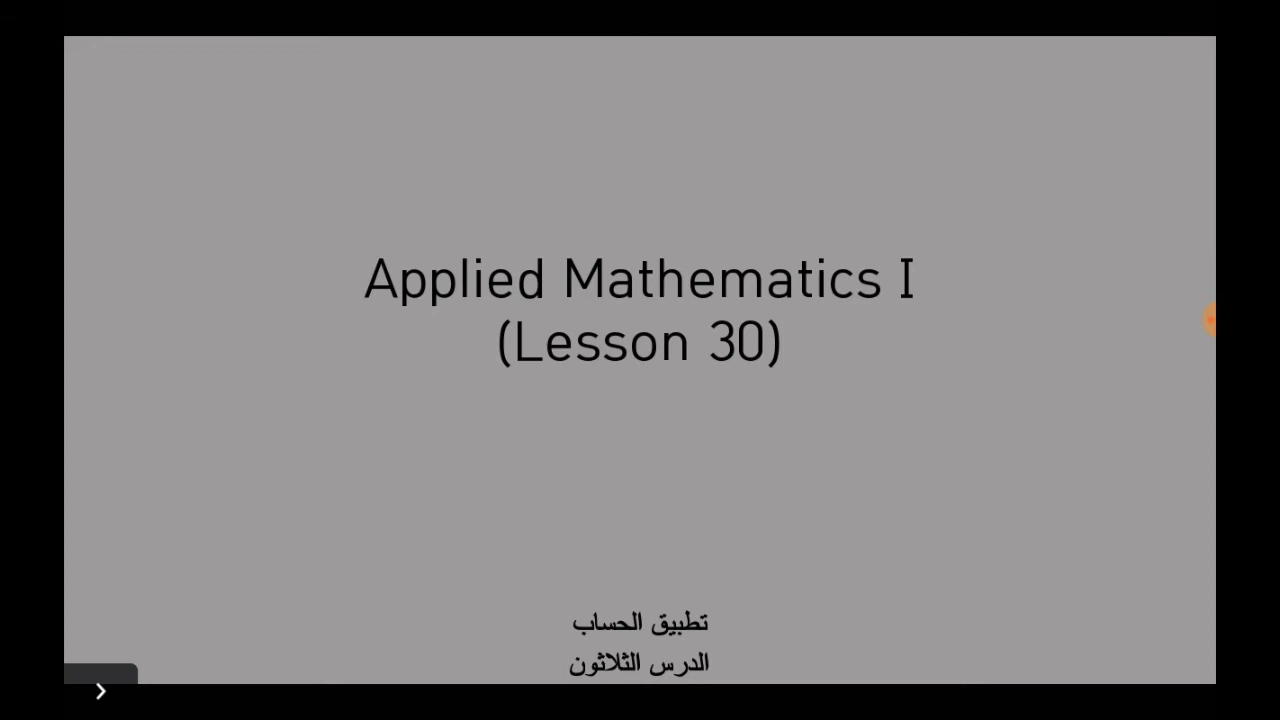 Applied Mathematics I
(Lesson 30)
تطبيق الحساب
الدرس الثلاثون